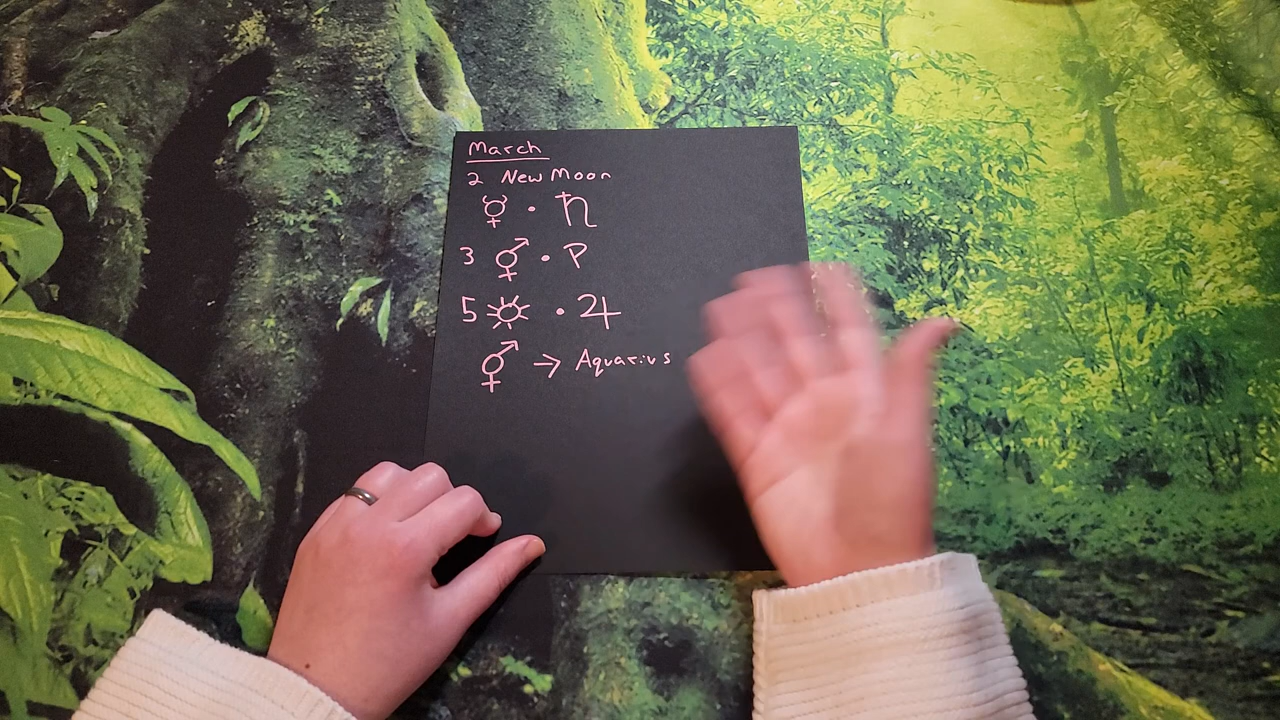 March
2 New Moon
☿ · ♄
3 ⚥ · P
5 ☼ · ♃
⚥ → Aquarius